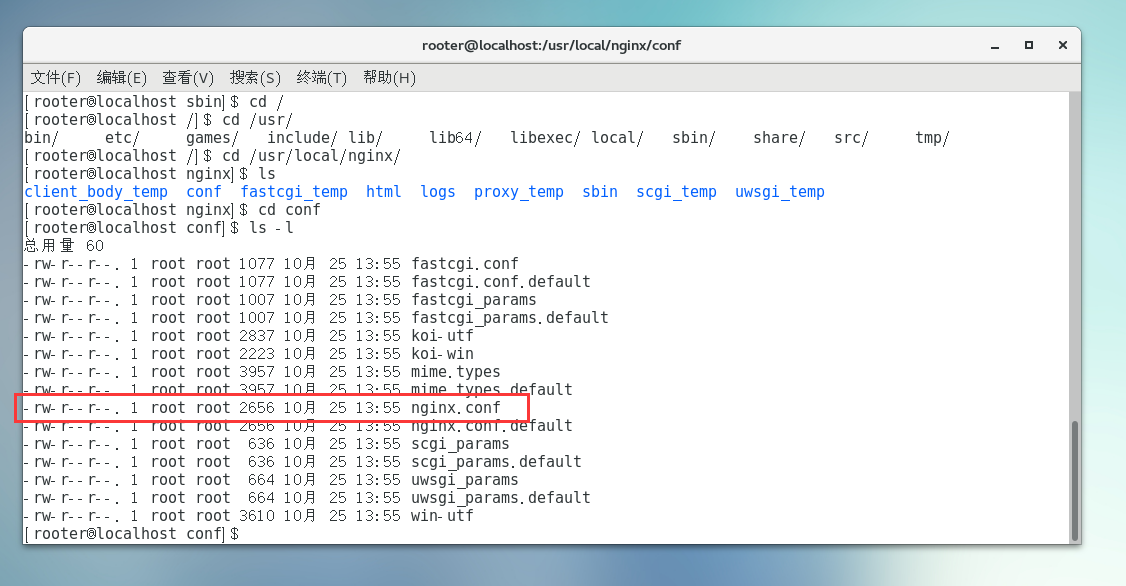 rooter@localhost:/usr/local/nginx/conf
文件(F) 编辑(E) 查看(V) 搜索(S) 终端(T) 帮助(H)
[rooter@localhost sbin]$ cd /
[rooter@localhost /]$ cd /usr/
bin/ etc/ games/ include/ lib/ lib64/ libexec/ local/ sbin/ share/ src/ tmp/
[rooter@localhost /]$ cd /usr/local/nginx/
[rooter@localhost nginx]$ ls
client_body_temp conf fastcgi_temp html logs proxy_temp sbin scgi_temp uwsgi_temp
[rooter@localhost nginx]$ cd conf
[rooter@localhost conf]$ ls -l
总用量 60
-rw-r--r--. 1 root root 1077 10月 25 13:55 fastcgi.conf
-rw-r--r--. 1 root root 1077 10月 25 13:55 fastcgi.conf.default
-rw-r--r--. 1 root root 1007 10月 25 13:55 fastcgi_params
-rw-r--r--. 1 root root 1007 10月 25 13:55 fastcgi_params.default
-rw-r--r--. 1 root root 2837 10月 25 13:55 koi-utf
-rw-r--r--. 1 root root 2223 10月 25 13:55 koi-win
-rw-r--r--. 1 root root 3957 10月 25 13:55 mime.types
-rw-r--r--. 1 root root 3957 10月 25 13:55 mime.types.default
-rw-r--r--. 1 root root 2656 10月 25 13:55 nginx.conf
-rw-r--r--. 1 root root 2656 10月 25 13:55 nginx.conf.default
-rw-r--r--. 1 root root 636 10月 25 13:55 scgi_params
-rw-r--r--. 1 root root 636 10月 25 13:55 scgi_params.default
-rw-r--r--. 1 root root 664 10月 25 13:55 uwsgi_params
-rw-r--r--. 1 root root 664 10月 25 13:55 uwsgi_params.default
-rw-r--r--. 1 root root 3610 10月 25 13:55 win-utf
[rooter@localhost conf]$